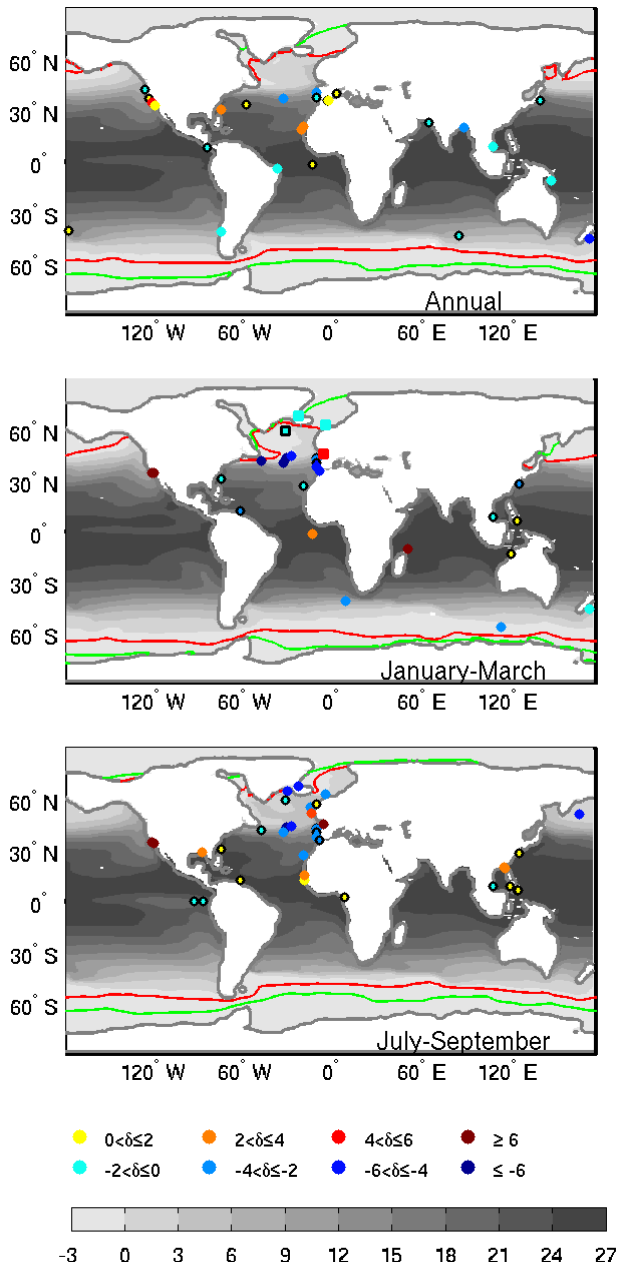 60° N
30° N
0°
30° S
60° S
Annual
120° W 60° W 0° 60° E 120° E
60° N
30° N
0°
30° S
60° S
January-March
120° W 60° W 0° 60° E 120° E
60° N
30° N
0°
30° S
60° S
July-September
120° W 60° W 0° 60° E 120° E
0<δ≤2 2<δ≤4 4<δ≤6 ≥ 6
-2<δ≤0 -4<δ≤-2 -6<δ≤-4 ≤ -6
-3 0 3 6 9 12 15 18 21 24 27